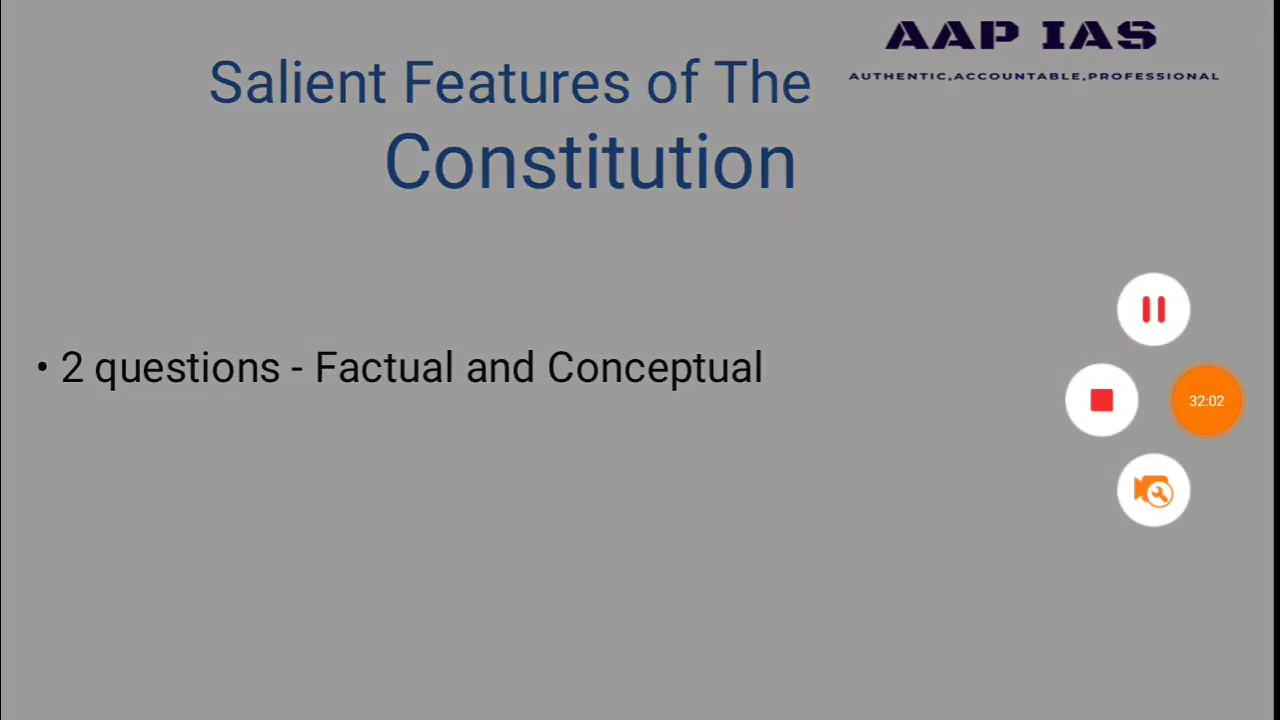 AAP IAS
AUTHENTIC,ACCOUNTABLE,PROFESSIONAL
Salient Features of The
Constitution
• 2 questions - Factual and Conceptual
32:02